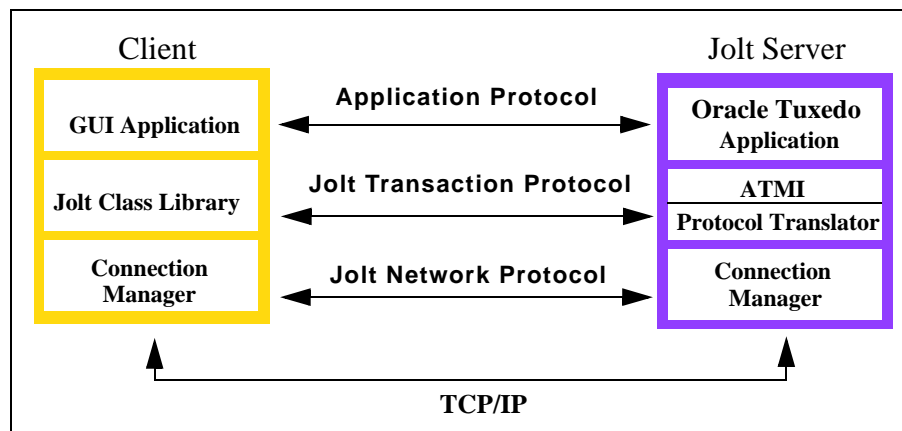 Client
Jolt Server
Application Protocol
GUI Application
Oracle Tuxedo
Application
Jolt Transaction Protocol
Jolt Class Library
ATMI
Protocol Translator
Jolt Network Protocol
Connection
Manager
Connection
Manager
TCP/IP